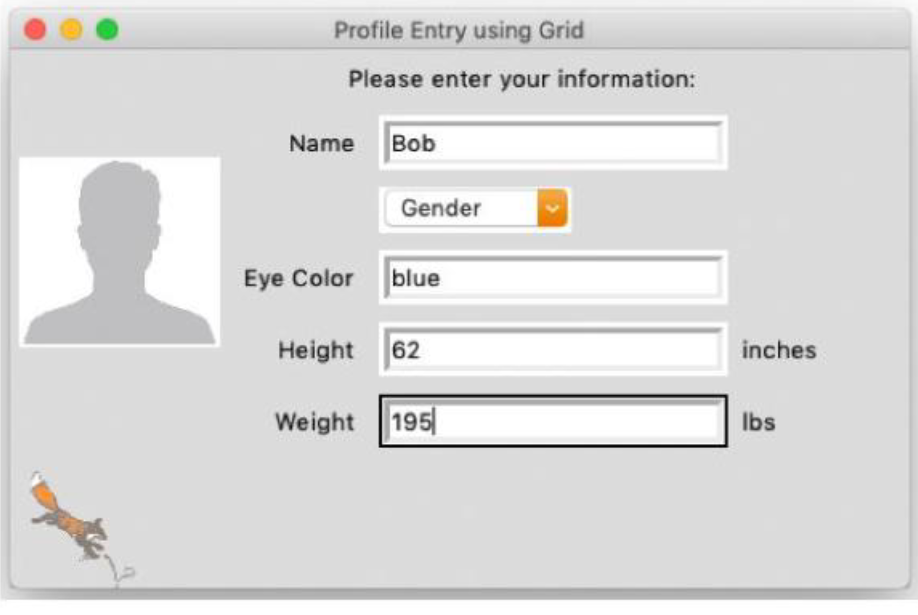 Profile Entry using Grid
Please enter your information:
Name Bob
Gender
Eye Color blue
Height 62 inches
Weight 195 lbs